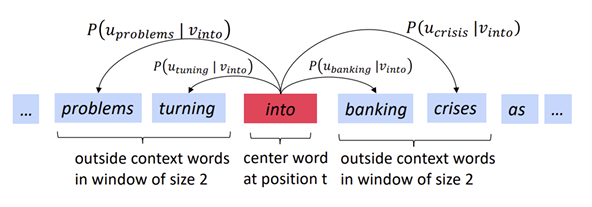 P(u_problems | v_into)
P(u_crisis | v_into)
P(u_tuning | v_into)
P(u_banking | v_into)
... problems turning into banking crises as ...
outside context words
in window of size 2
center word
at position t
outside context words
in window of size 2